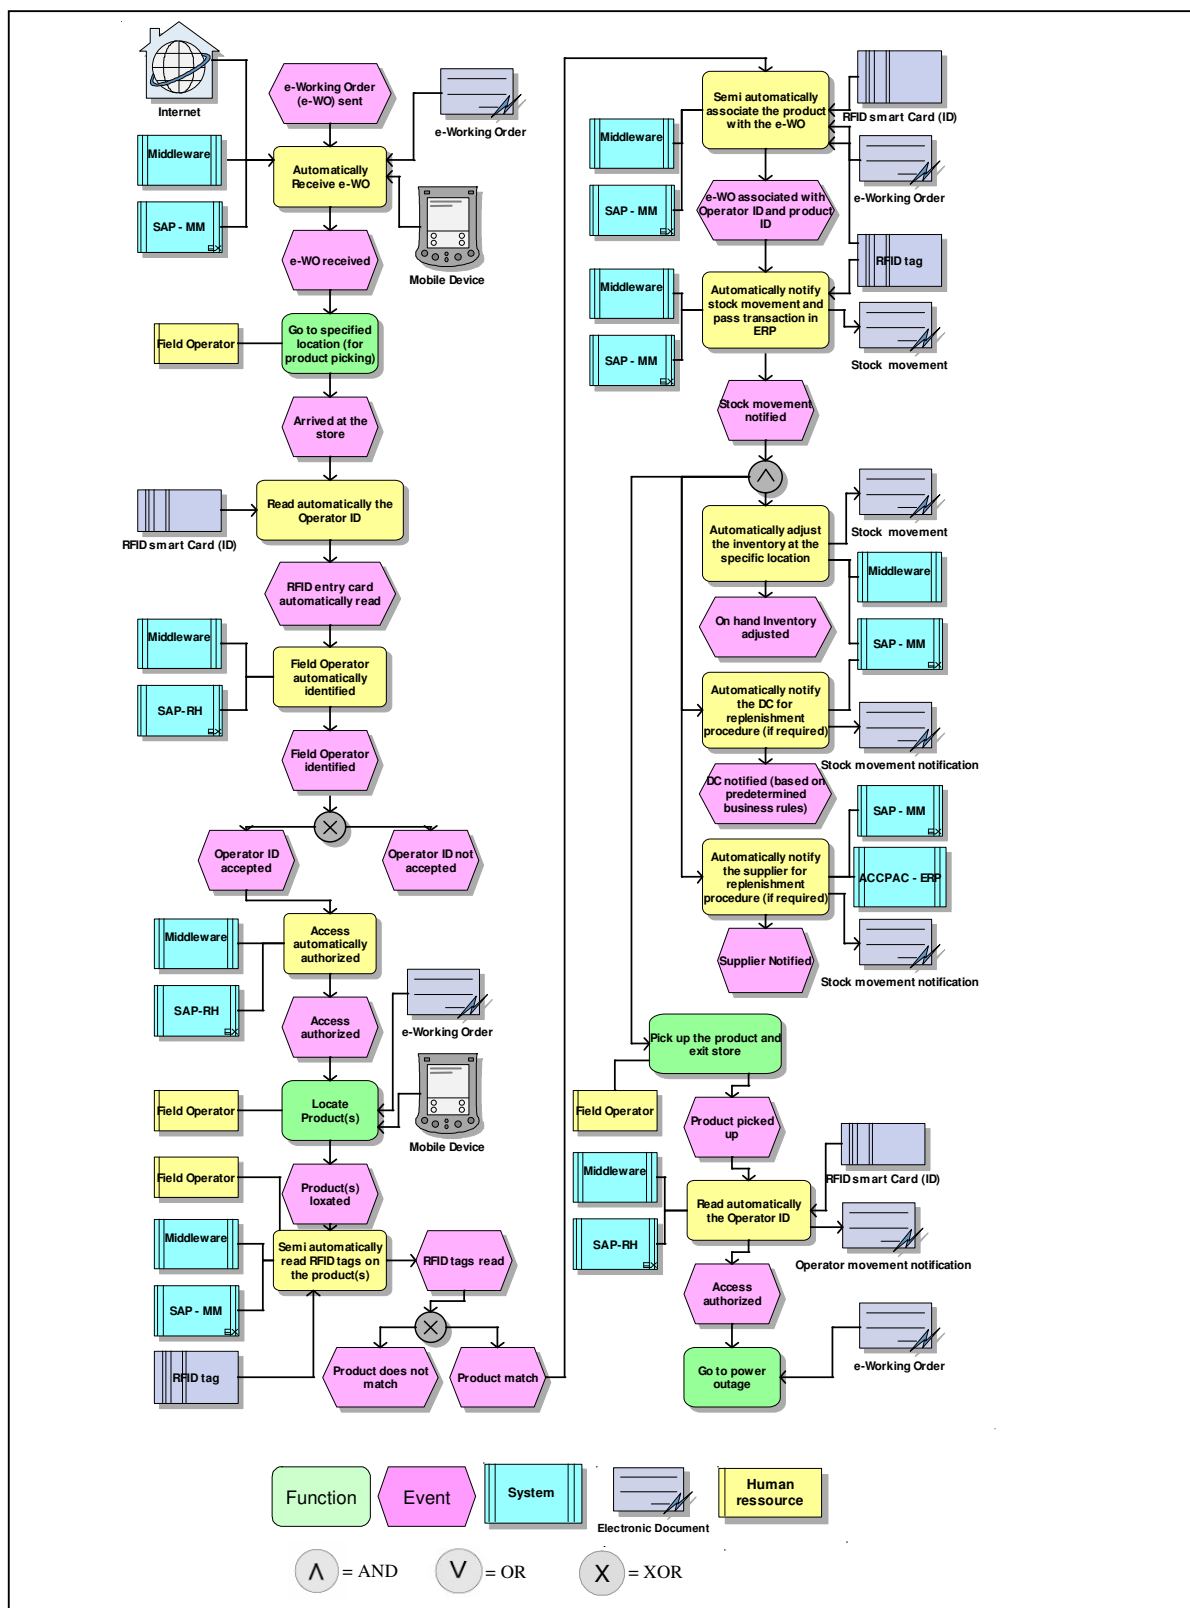 Internet
e-Working Order
(e-WO) sent
e-Working Order
Middleware
Automatically
Receive e-WO
SAP - MM
EX
e-WO received
Mobile Device
Field Operator
Go to specified
location (for
product picking)
Arrived at the
store
Read automatically the
Operator ID
RFID smart Card (ID)
RFID entry card
automatically read
Middleware
Field Operator
automatically
identified
SAP-RH
EX
Field Operator
identified
X
Operator ID
accepted
Operator ID not
accepted
Middleware
Access
automatically
authorized
SAP-RH
EX
Access
authorized
e-Working Order
Field Operator
Locate
Product(s)
Mobile Device
Field Operator
Product(s)
loxated
Middleware
Semi automatically
read RFID tags on
the product(s)
RFID tags read
SAP - MM
EX
X
RFID tag
Product does not
match
Product match
Semi automatically
associate the product
with the e-WO
RFID smart Card (ID)
Middleware
e-Working Order
SAP - MM
EX
e-WO associated with
Operator ID and product
ID
RFID tag
Middleware
Automatically notify
stock movement and
pass transaction in
ERP
SAP - MM
EX
Stock movement
Stock movement
notified
Λ
Stock movement
Automatically adjust
the inventory at the
specific location
Middleware
On hand Inventory
adjusted
SAP - MM
EX
Automatically notify
the DC for
replenishment
procedure (if required)
Stock movement notification
DC notified (based on
predetermined
business rules)
SAP - MM
EX
Automatically notify
the supplier for
replenishment
procedure (if required)
ACCPAC - ERP
Supplier Notified
Stock movement notification
Pick up the product and
exit store
Field Operator
Product picked
up
RFID smart Card (ID)
Middleware
Read automatically
the Operator ID
SAP-RH
EX
Operator movement notification
Access
authorized
e-Working Order
Go to power
outage
Function
Event
System
Electronic Document
Human
ressource
Λ = AND
V = OR
X = XOR